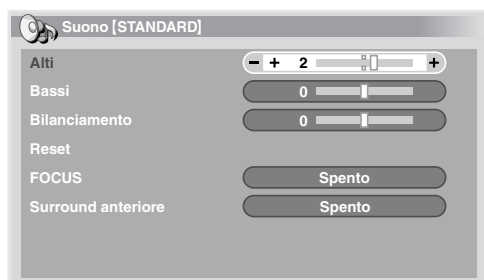 Suono [STANDARD]
Alti − + 2 +
Bassi 0
Bilanciamento 0
Reset
FOCUS Spento
Surround anteriore Spento